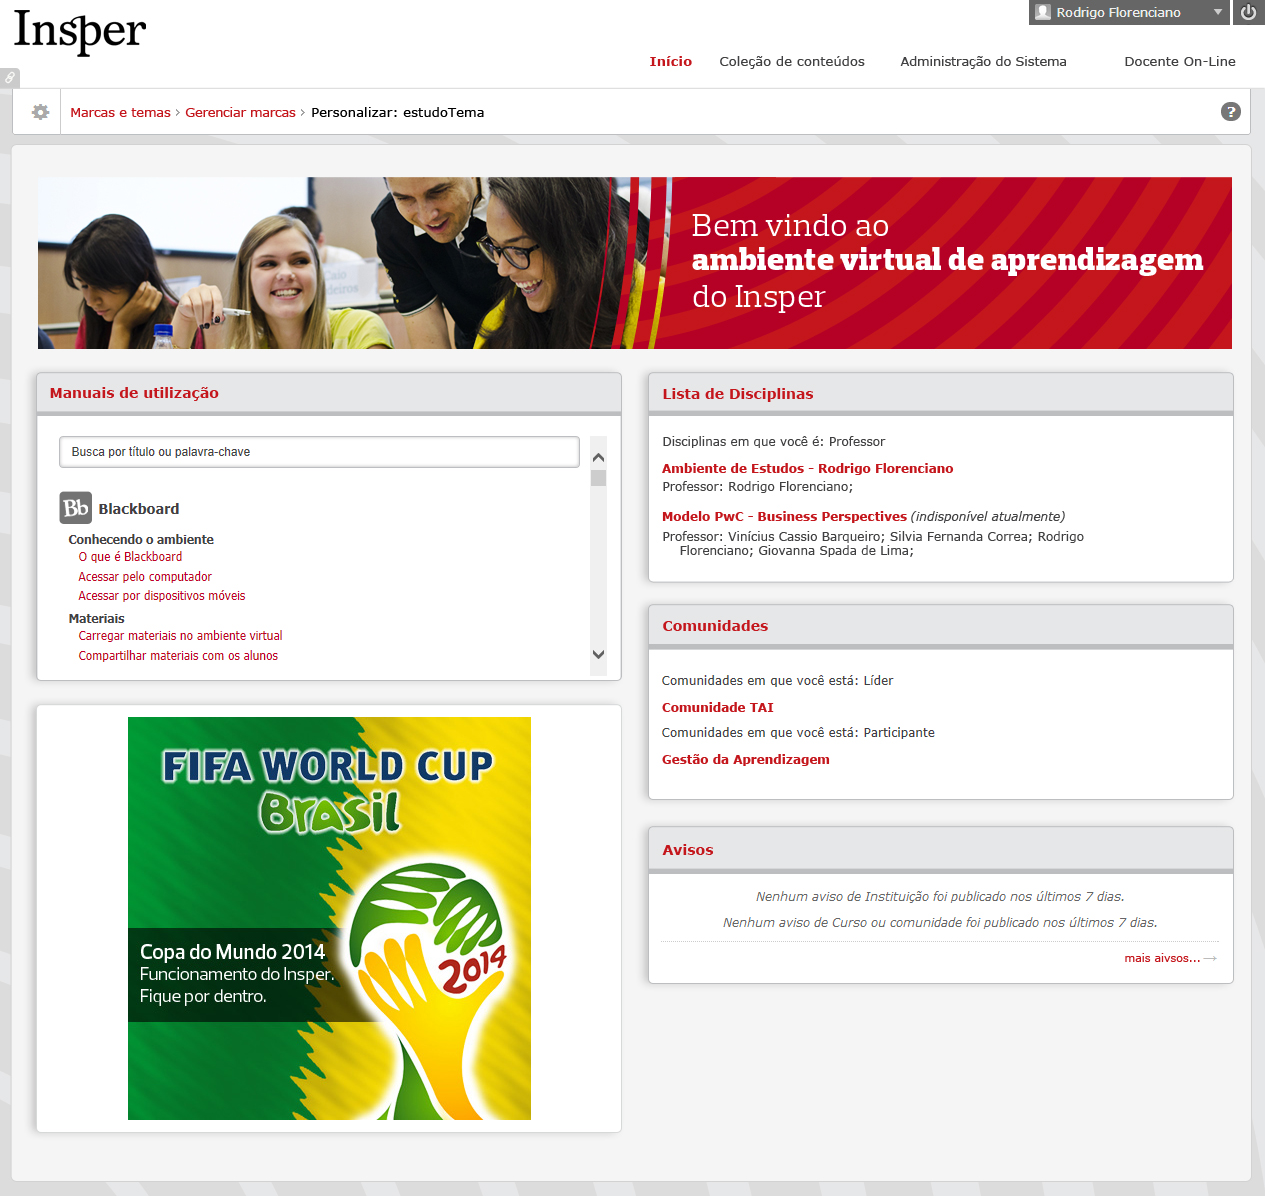 Insper
Rodrigo Florenciano
Início
Coleção de conteúdos
Administração do Sistema
Docente On-Line
Marcas e temas › Gerenciar marcas › Personalizar: estudoTema
?
Bem vindo ao
ambiente virtual de aprendizagem
do Insper
Manuais de utilização
Busca por título ou palavra-chave
Bb Blackboard
Conhecendo o ambiente
O que é Blackboard
Acessar pelo computador
Acessar por dispositivos móveis
Materiais
Carregar materiais no ambiente virtual
Compartilhar materiais com os alunos
FIFA WORLD CUP
Brasil
2014
Copa do Mundo 2014
Funcionamento do Insper.
Fique por dentro.
Lista de Disciplinas
Disciplinas em que você é: Professor
Ambiente de Estudos - Rodrigo Florenciano
Professor: Rodrigo Florenciano;
Modelo PwC - Business Perspectives (indisponível atualmente)
Professor: Vinícius Cassio Barqueiro; Silvia Fernanda Correa; Rodrigo
Florenciano; Giovanna Spada de Lima;
Comunidades
Comunidades em que você está: Líder
Comunidade TAI
Comunidades em que você está: Participante
Gestão da Aprendizagem
Avisos
Nenhum aviso de Instituição foi publicado nos últimos 7 dias.
Nenhum aviso de Curso ou comunidade foi publicado nos últimos 7 dias.
mais aivsos... →